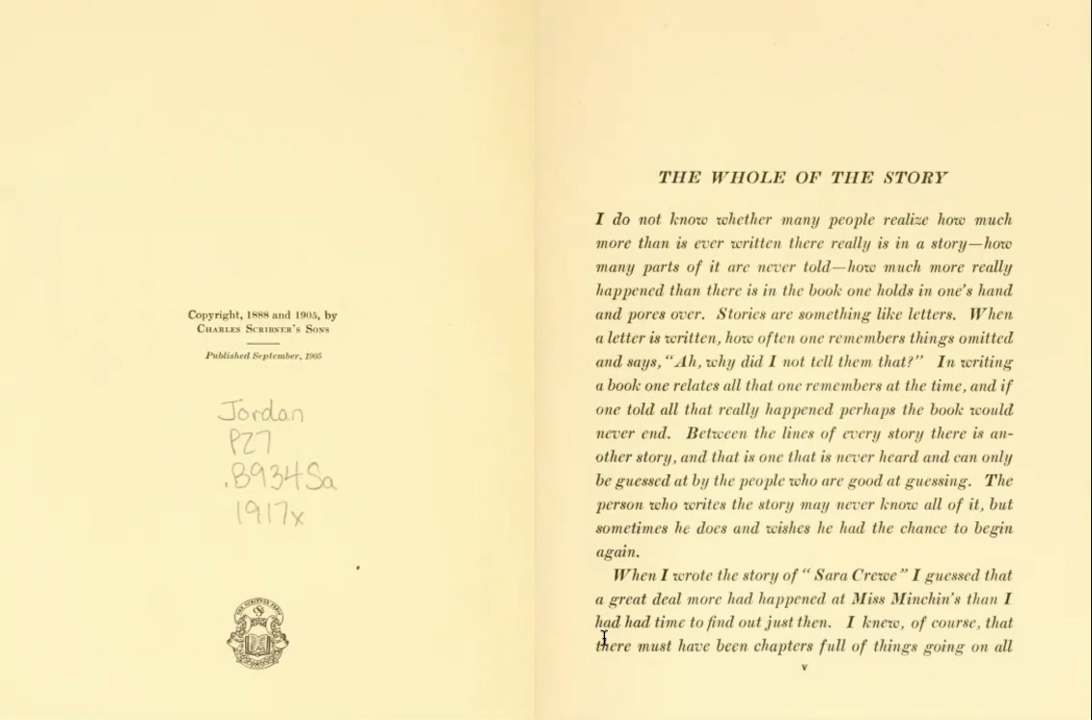 Copyright, 1888 and 1905, by
CHARLES SCRIBNER'S SONS
Published September, 1905
Jordan
PZ7
.B934Sa
1917x
THE WHOLE OF THE STORY
I do not know whether many people realize how much
more than is ever written there really is in a story—how
many parts of it are never told—how much more really
happened than there is in the book one holds in one's hand
and pores over. Stories are something like letters. When
a letter is written, how often one remembers things omitted
and says, "Ah, why did I not tell them that?" In writing
a book one relates all that one remembers at the time, and if
one told all that really happened perhaps the book would
never end. Between the lines of every story there is an-
other story, and that is one that is never heard and can only
be guessed at by the people who are good at guessing. The
person who writes the story may never know all of it, but
sometimes he does and wishes he had the chance to begin
again.
When I wrote the story of "Sara Crewe" I guessed that
a great deal more had happened at Miss Minchin's than I
had had time to find out just then. I knew, of course, that
there must have been chapters full of things going on all
v